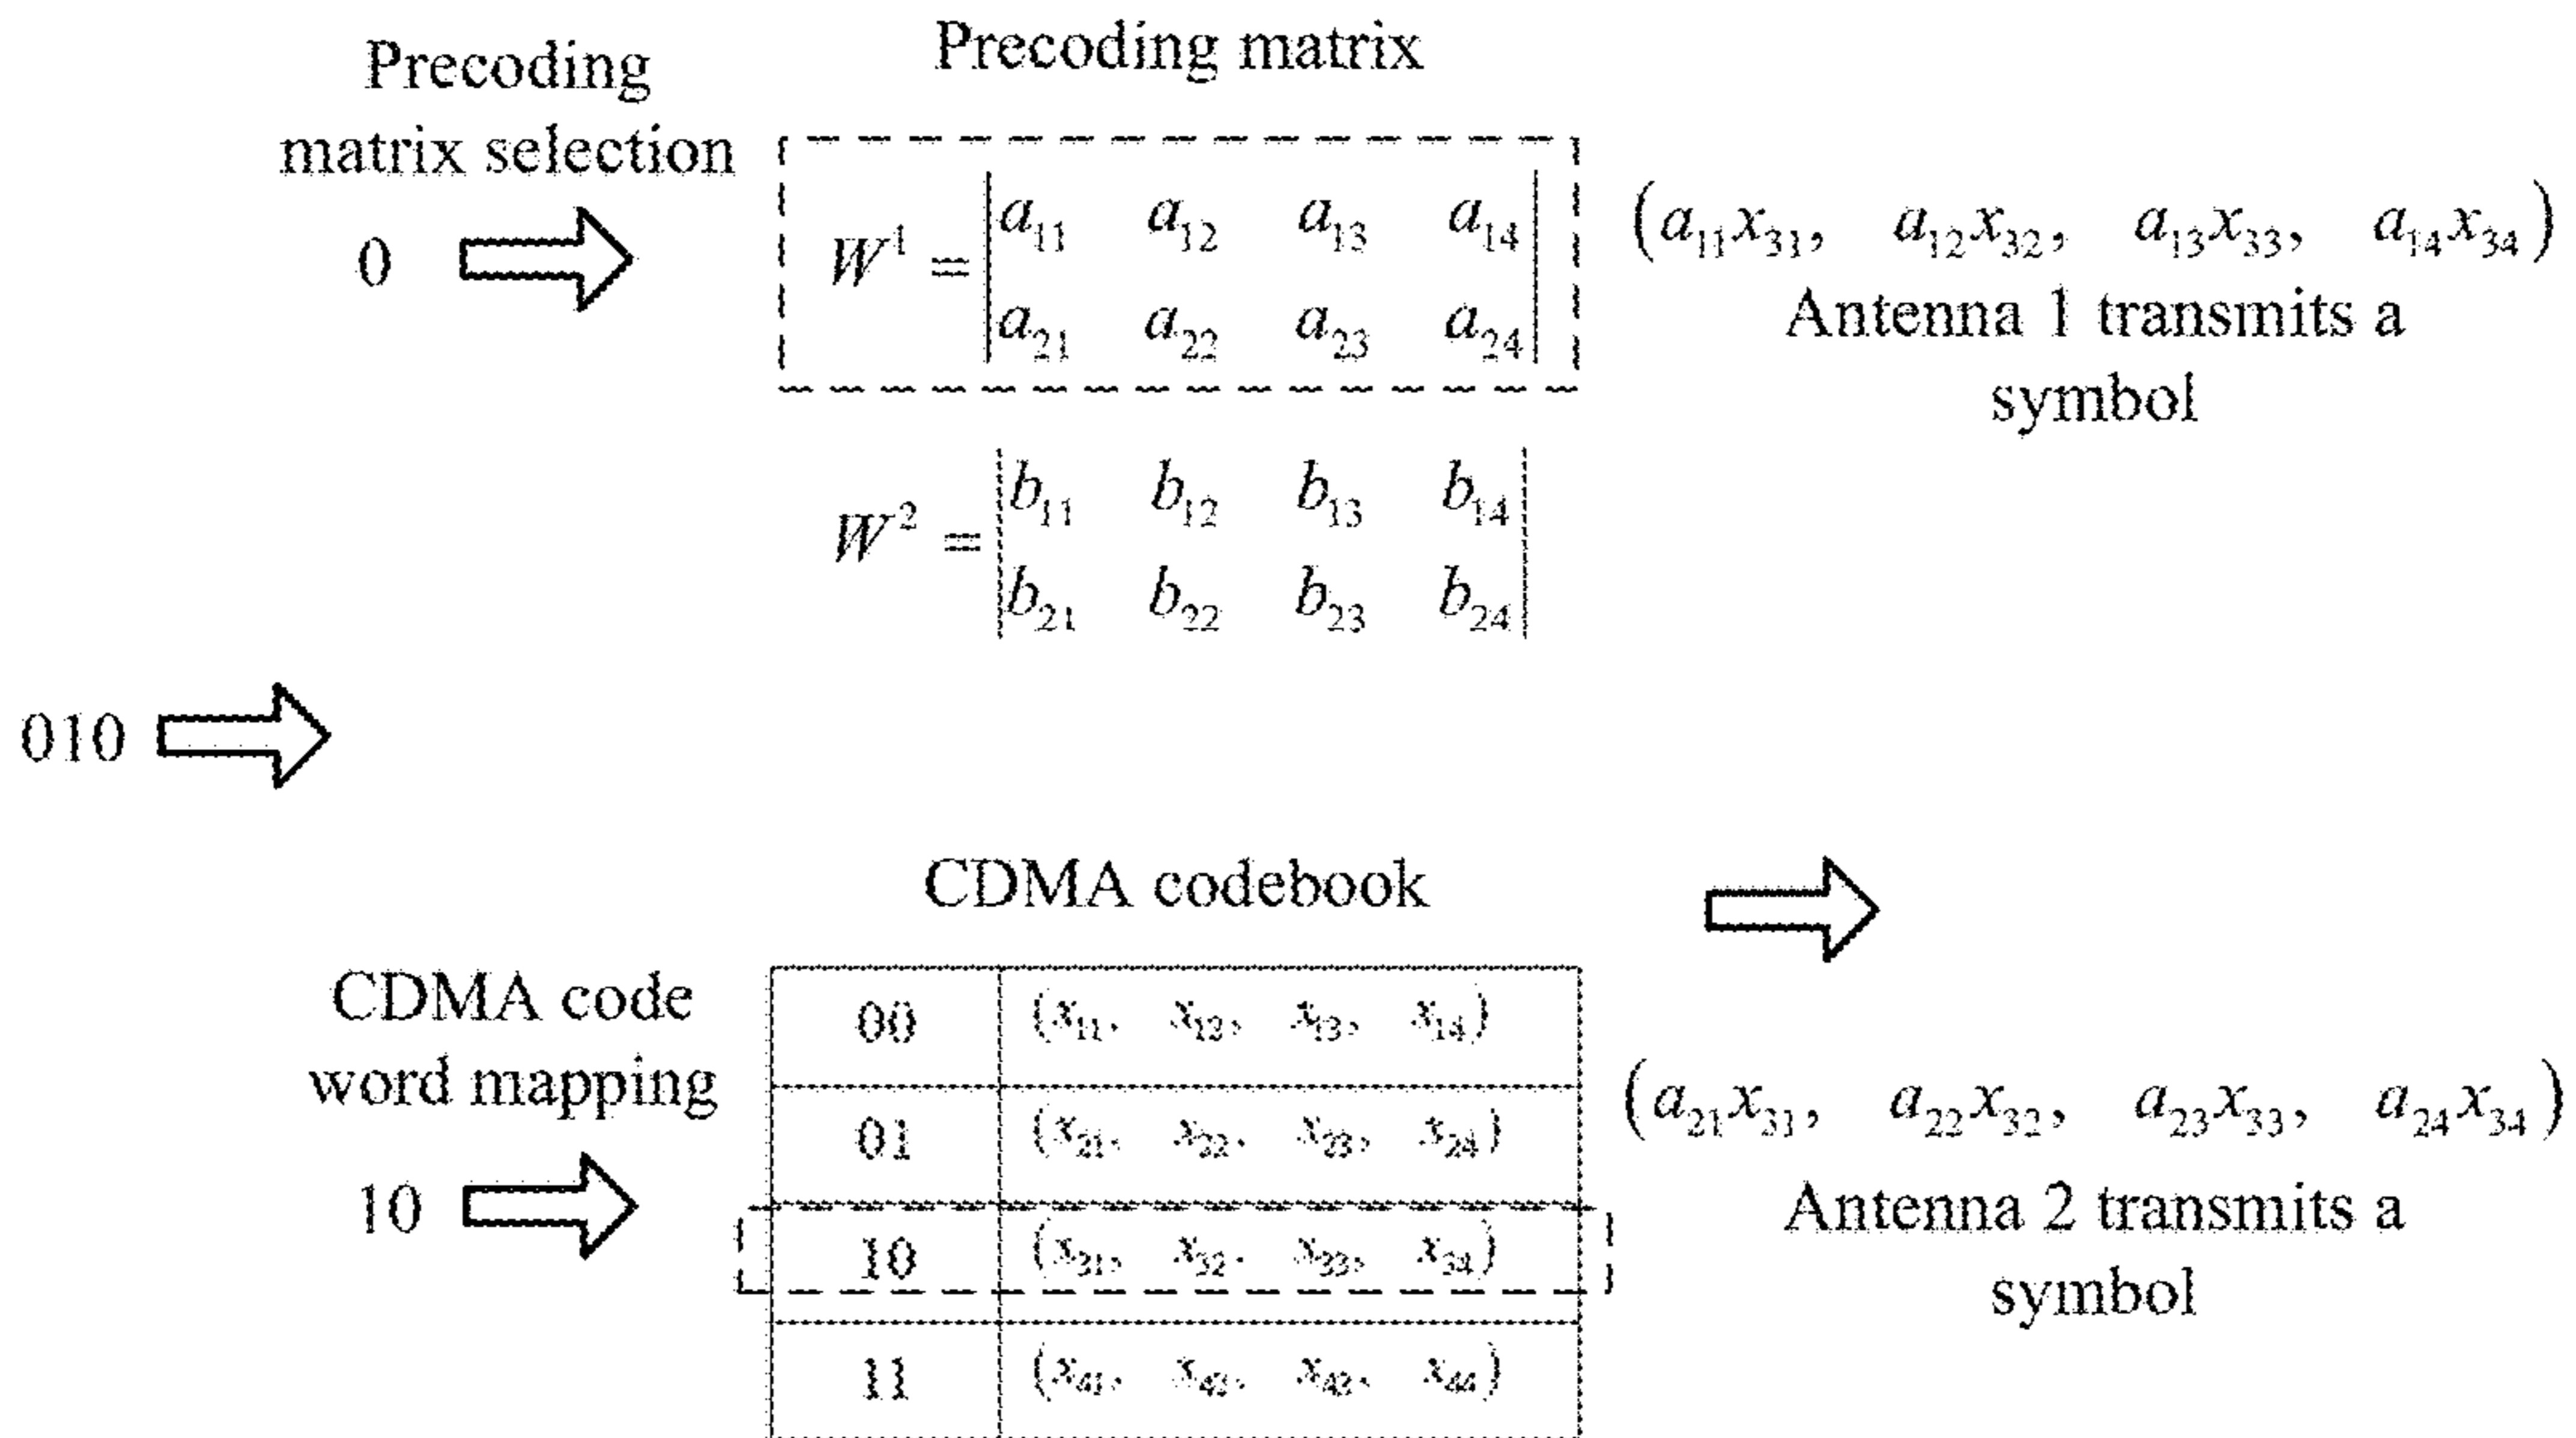 Precoding
matrix selection
0
Precoding matrix
W¹ = |a₁₁ a₁₂ a₁₃ a₁₄|
|a₂₁ a₂₂ a₂₃ a₂₄|
(a₁₁x₃₁, a₁₂x₃₂, a₁₃x₃₃, a₁₄x₃₄)
Antenna 1 transmits a
symbol
W² = |b₁₁ b₁₂ b₁₃ b₁₄|
|b₂₁ b₂₂ b₂₃ b₂₄|
010
CDMA code
word mapping
10
CDMA codebook
00 (x₁₁, x₁₂, x₁₃, x₁₄)
01 (x₂₁, x₂₂, x₂₃, x₂₄)
10 (x₃₁, x₃₂, x₃₃, x₃₄)
11 (x₄₁, x₄₂, x₄₃, x₄₄)
(a₂₁x₃₁, a₂₂x₃₂, a₂₃x₃₃, a₂₄x₃₄)
Antenna 2 transmits a
symbol